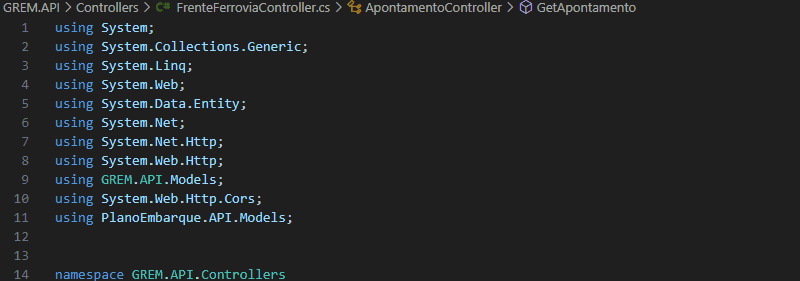 GREM.API > Controllers > C# FrenteFerroviaController.cs > ApontamentoController > GetApontamento
1 using System;
2 using System.Collections.Generic;
3 using System.Linq;
4 using System.Web;
5 using System.Data.Entity;
6 using System.Net;
7 using System.Net.Http;
8 using System.Web.Http;
9 using GREM.API.Models;
10 using System.Web.Http.Cors;
11 using PlanoEmbarque.API.Models;
12
13
14 namespace GREM.API.Controllers